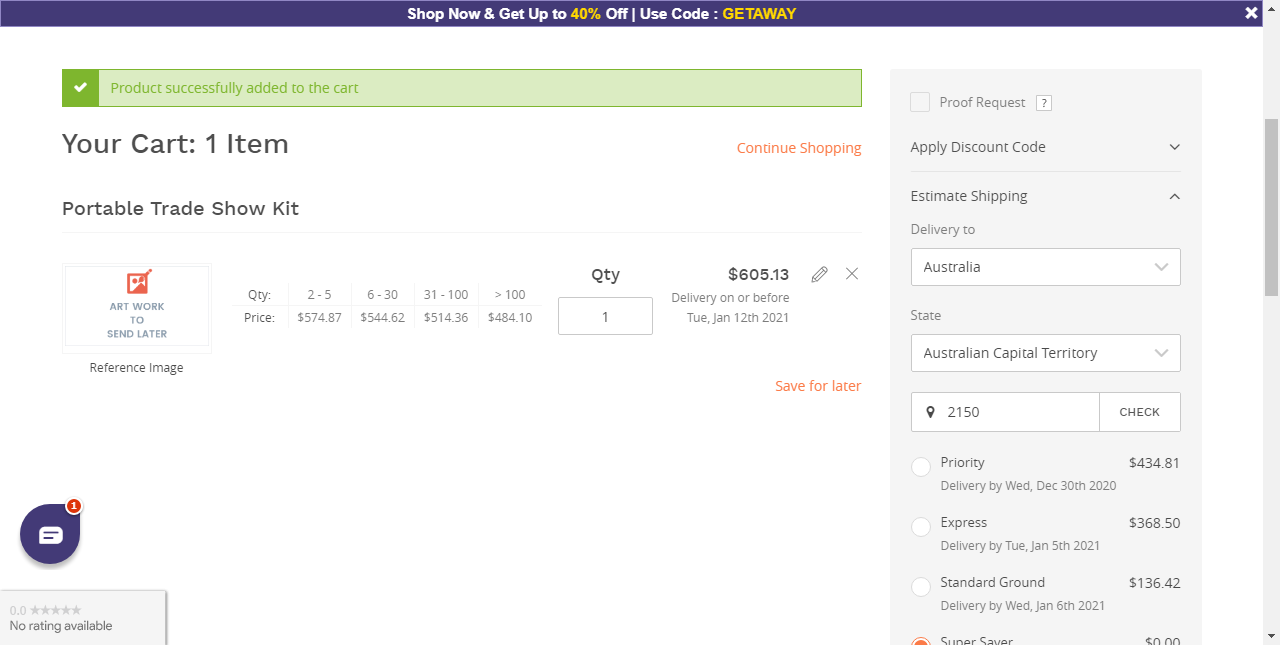 Shop Now & Get Up to 40% Off | Use Code : GETAWAY
Product successfully added to the cart
Your Cart: 1 Item
Continue Shopping
Portable Trade Show Kit
ART WORK
TO
SEND LATER
Reference Image
Qty: 2 - 5 6 - 30 31 - 100 > 100
Price: $574.87 $544.62 $514.36 $484.10
Qty
1
$605.13
Delivery on or before
Tue, Jan 12th 2021
Save for later
Proof Request ?
Apply Discount Code
Estimate Shipping
Delivery to
Australia
State
Australian Capital Territory
2150 CHECK
Priority $434.81
Delivery by Wed, Dec 30th 2020
Express $368.50
Delivery by Tue, Jan 5th 2021
Standard Ground $136.42
Delivery by Wed, Jan 6th 2021
Super Saver $0.00
1
0.0
No rating available